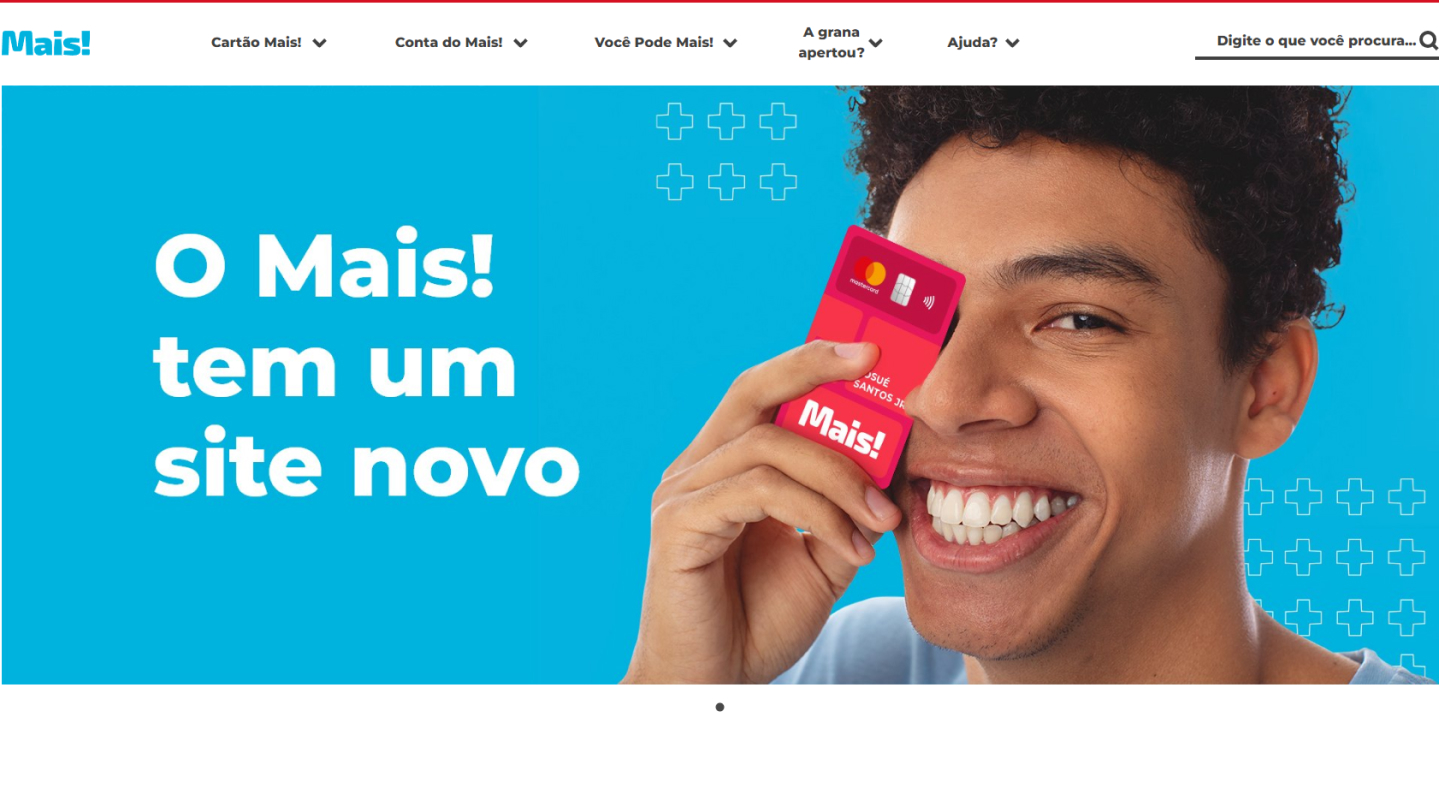 Mais!
Cartão Mais!
Conta do Mais!
Você Pode Mais!
A grana
apertou?
Ajuda?
Digite o que você procura...
O Mais!
tem um
site novo
mastercard
OSUÉ
SANTOS JR
Mais!